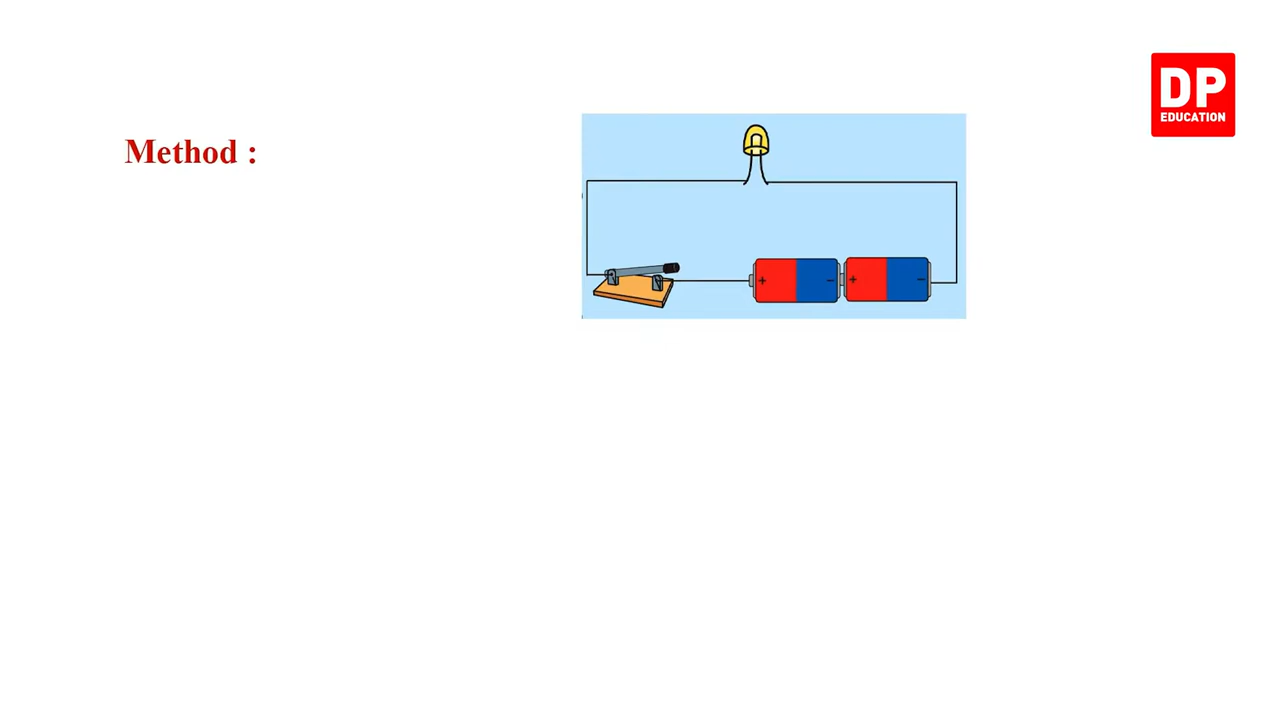 Method :
DP
EDUCATION
+ – + –